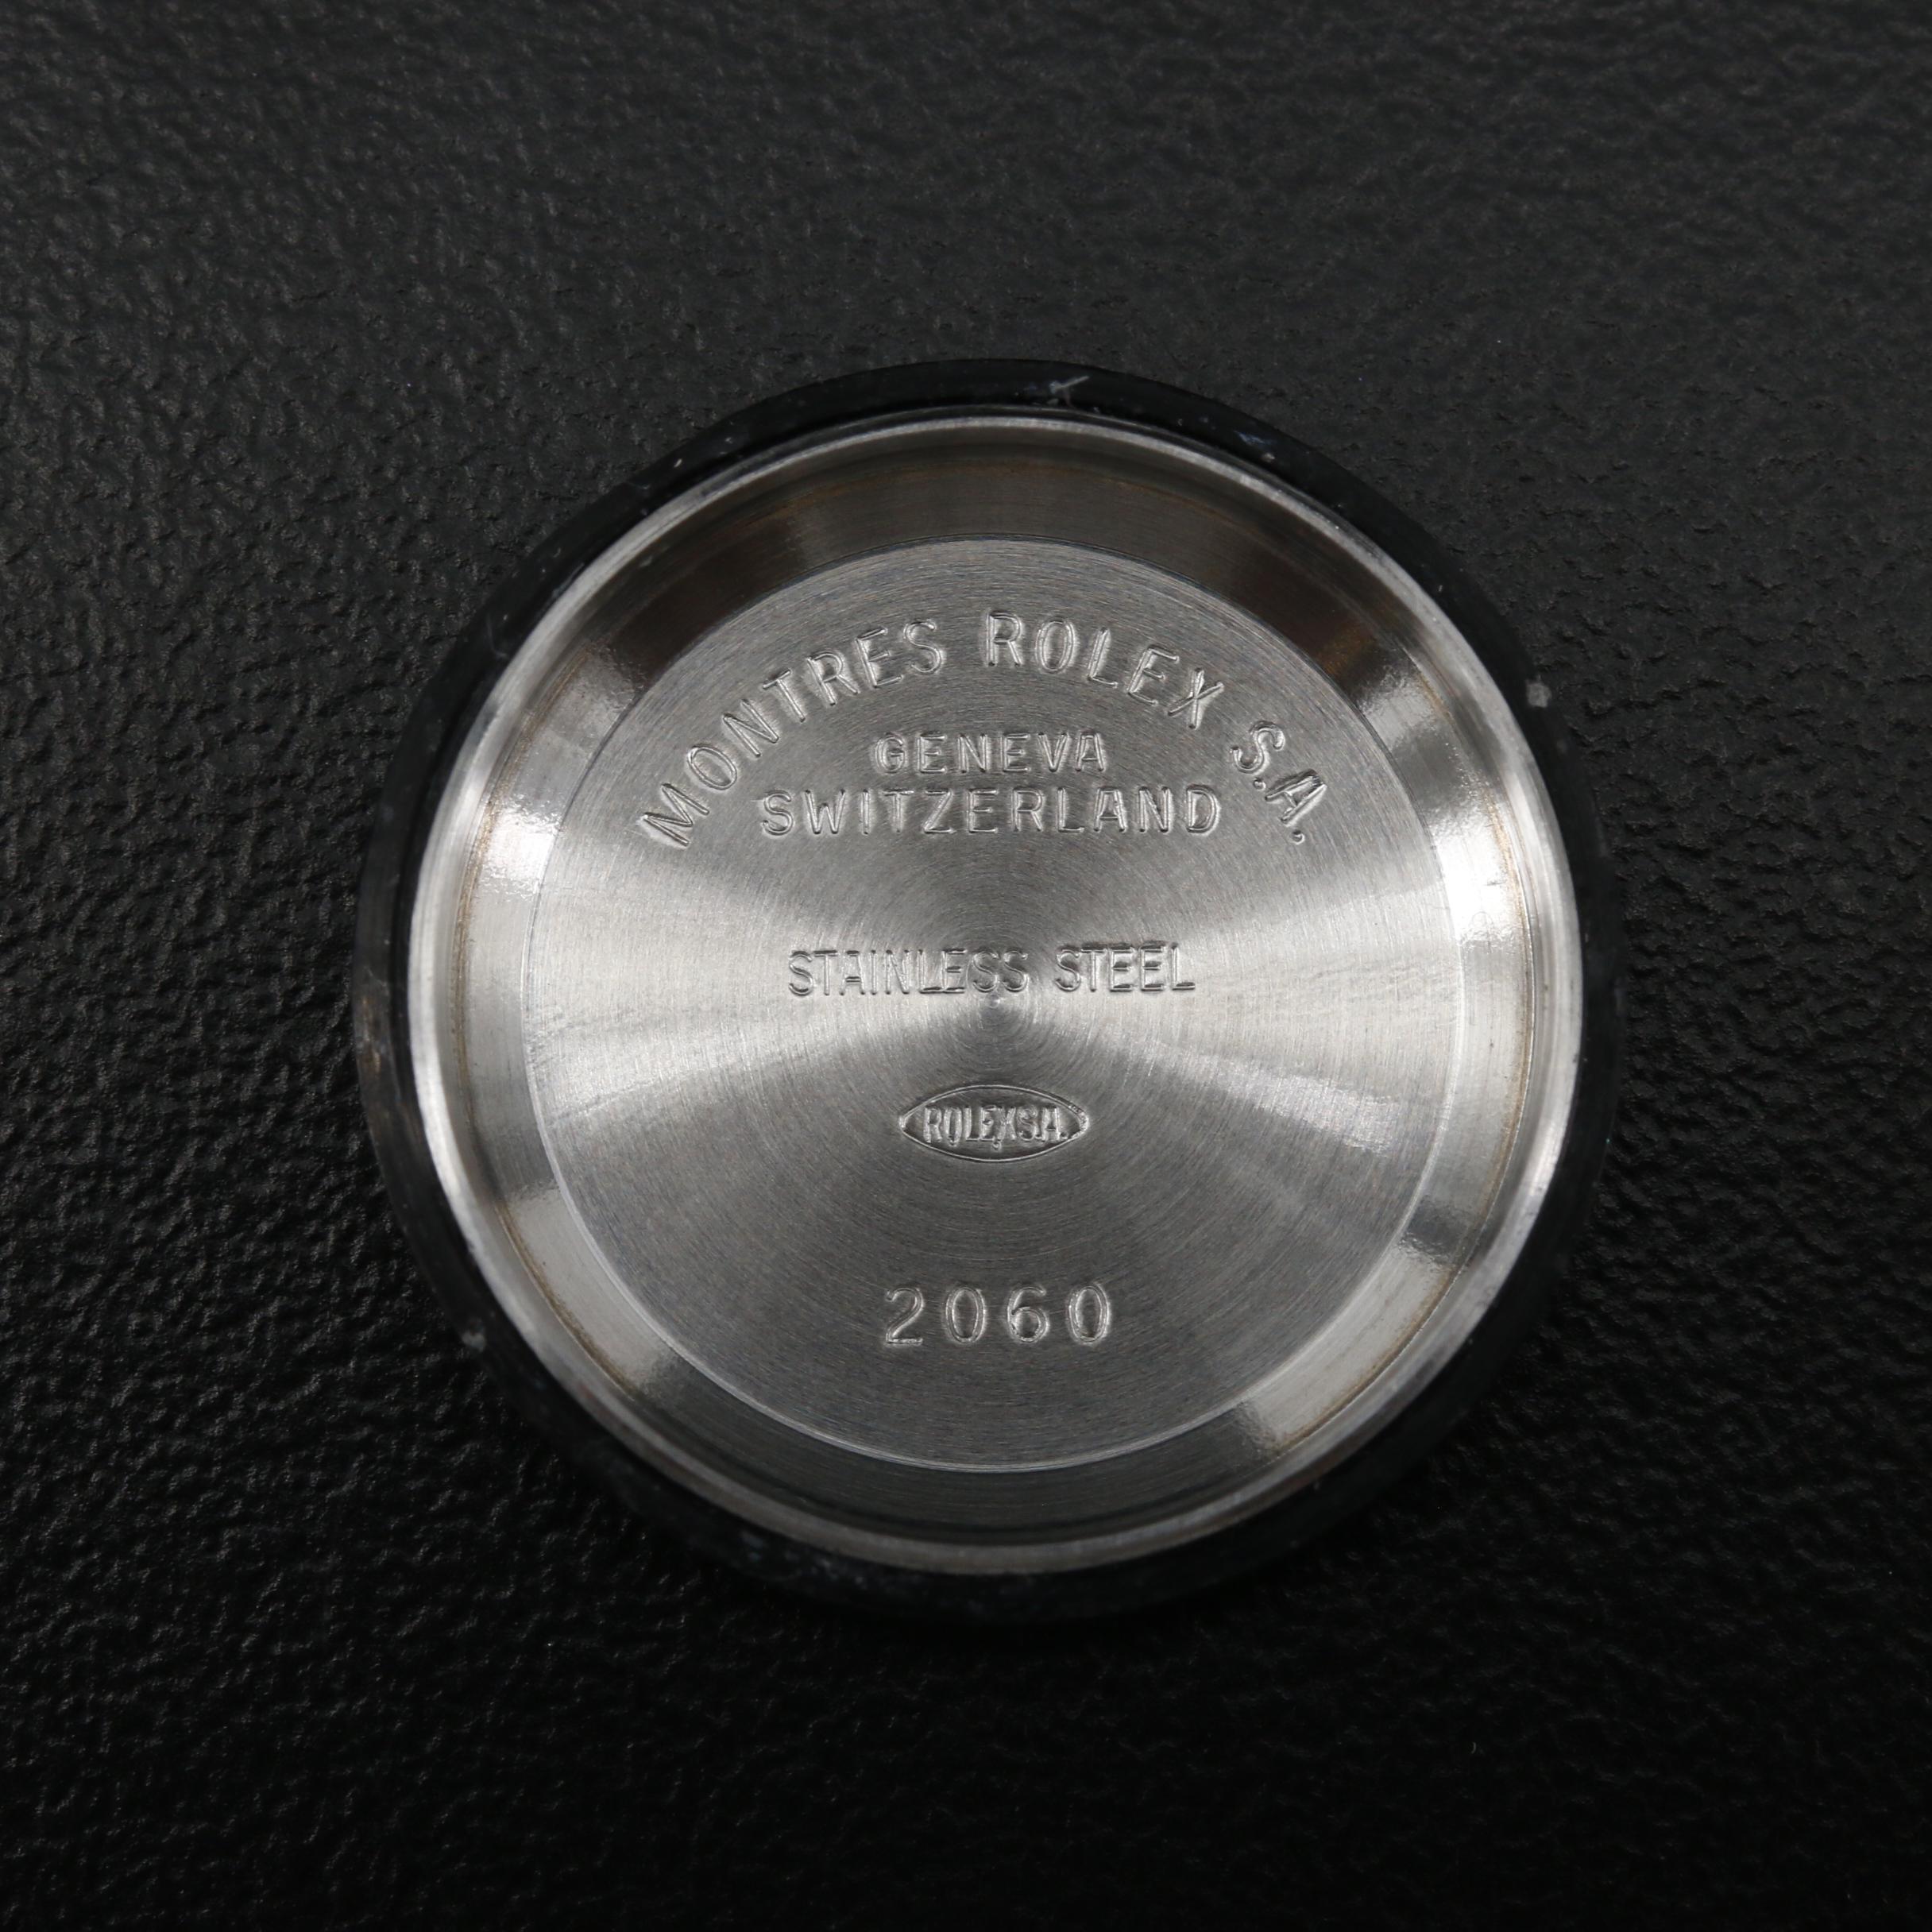 MONTRES ROLEX S.A.
GENEVA
SWITZERLAND
STAINLESS STEEL
ROLEX S.A.
2060